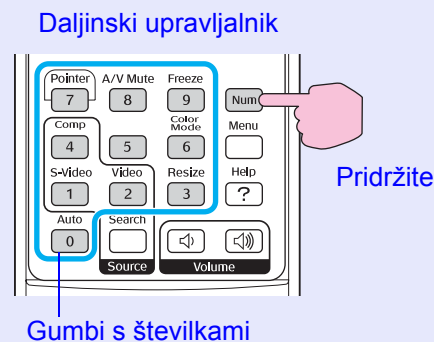 Daljinski upravljalnik
Pointer A/V Mute Freeze
7 8 9 Num
Comp Color Mode Menu
4 5 6
S-Video Video Resize Help
1 2 3 ?
Pridržite
Auto Search
0
Source Volume
Gumbi s številkami